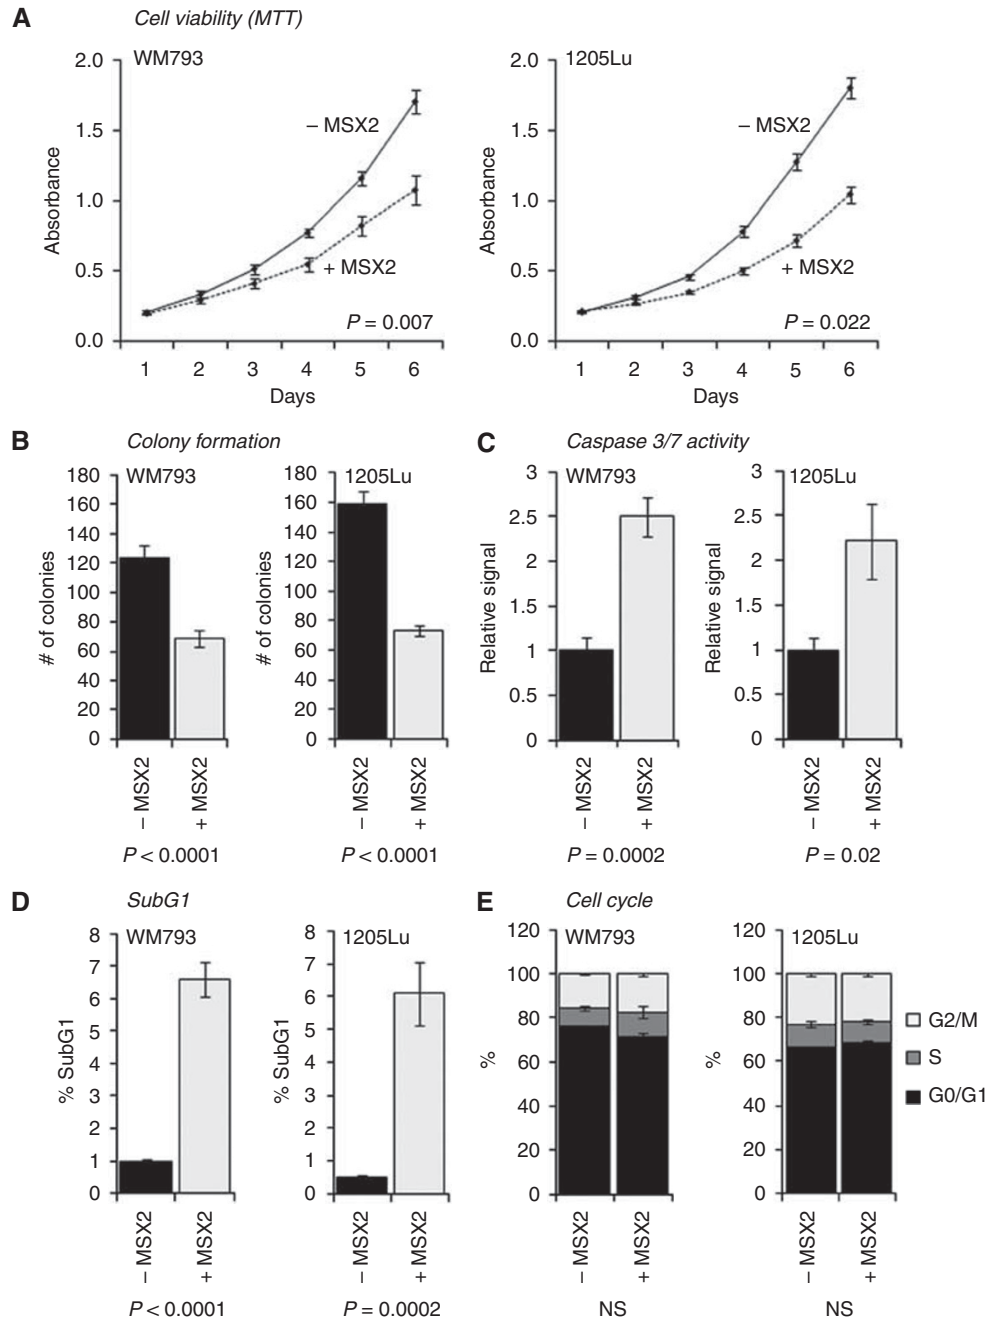 A
Cell viability (MTT)
WM793
2.0
1.5
1.0
0.5
0.0
Absorbance
– MSX2
+ MSX2
P = 0.007
1 2 3 4 5 6
Days
1205Lu
2.0
1.5
1.0
0.5
0.0
Absorbance
– MSX2
+ MSX2
P = 0.022
1 2 3 4 5 6
Days
B
Colony formation
WM793
180
160
140
120
100
80
60
40
20
0
# of colonies
– MSX2
+ MSX2
P < 0.0001
1205Lu
180
160
140
120
100
80
60
40
20
0
# of colonies
– MSX2
+ MSX2
P < 0.0001
C
Caspase 3/7 activity
WM793
3
2.5
2
1.5
1
0.5
0
Relative signal
– MSX2
+ MSX2
P = 0.0002
1205Lu
3
2.5
2
1.5
1
0.5
0
Relative signal
– MSX2
+ MSX2
P = 0.02
D
SubG1
WM793
8
7
6
5
4
3
2
1
0
% SubG1
– MSX2
+ MSX2
P < 0.0001
1205Lu
8
7
6
5
4
3
2
1
0
% SubG1
– MSX2
+ MSX2
P = 0.0002
E
Cell cycle
WM793
120
100
80
60
40
20
0
%
– MSX2
+ MSX2
NS
1205Lu
120
100
80
60
40
20
0
%
– MSX2
+ MSX2
NS
G2/M
S
G0/G1